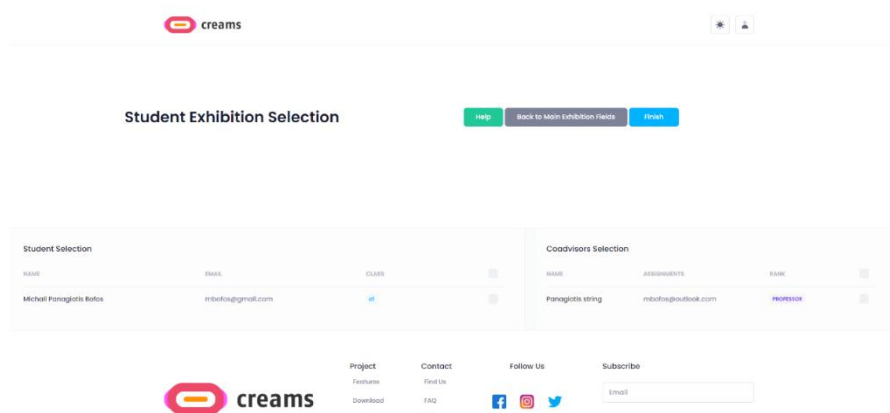 creams
Student Exhibition Selection
Help
Back to Main Exhibition Fields
Finish
Student Selection
NAME EMAIL CLASS
Michail Panagiotis Bofos mbofos@gmail.com
Coadvisors Selection
NAME ASSIGNMENTS RANK
Panagiotis string mbofos@outlook.com PROFESSOR
creams
Project
Features
Download
Contact
Find Us
FAQ
Follow Us
Subscribe
Email